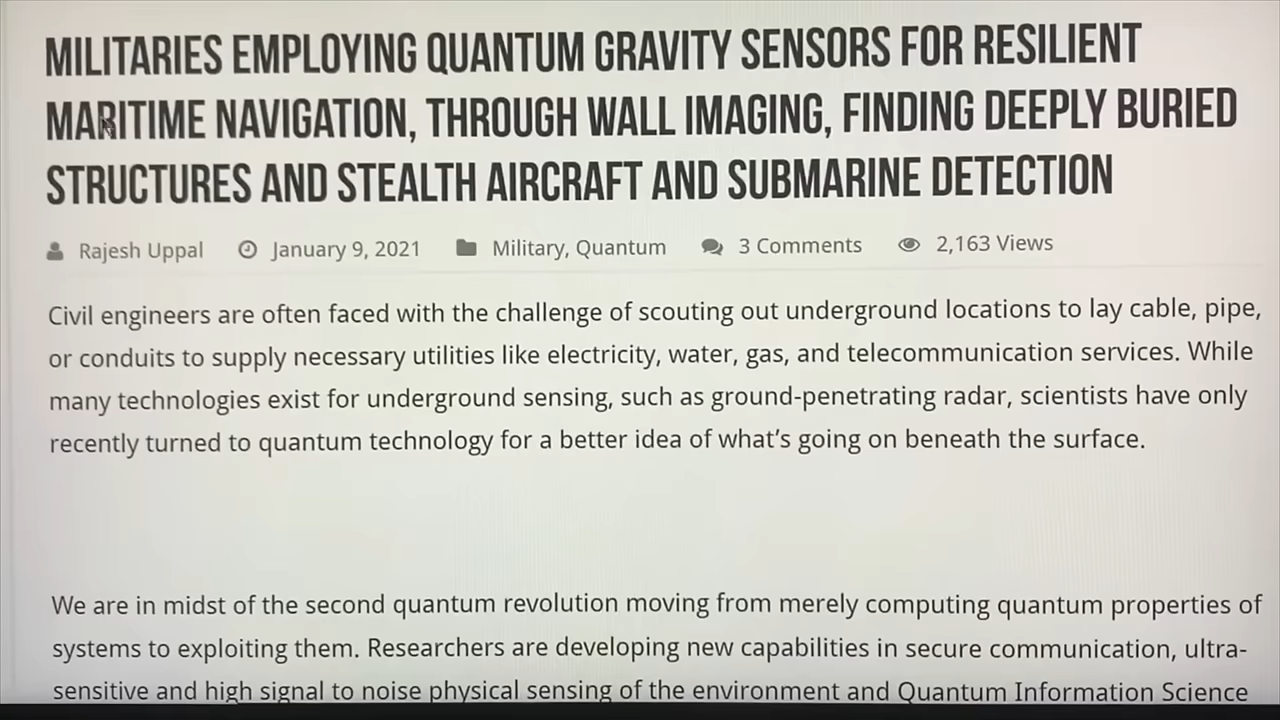 MILITARIES EMPLOYING QUANTUM GRAVITY SENSORS FOR RESILIENT
MARITIME NAVIGATION, THROUGH WALL IMAGING, FINDING DEEPLY BURIED
STRUCTURES AND STEALTH AIRCRAFT AND SUBMARINE DETECTION
Rajesh Uppal January 9, 2021 Military, Quantum 3 Comments 2,163 Views
Civil engineers are often faced with the challenge of scouting out underground locations to lay cable, pipe,
or conduits to supply necessary utilities like electricity, water, gas, and telecommunication services. While
many technologies exist for underground sensing, such as ground-penetrating radar, scientists have only
recently turned to quantum technology for a better idea of what’s going on beneath the surface.
We are in midst of the second quantum revolution moving from merely computing quantum properties of
systems to exploiting them. Researchers are developing new capabilities in secure communication, ultra-
sensitive and high signal to noise physical sensing of the environment and Quantum Information Science